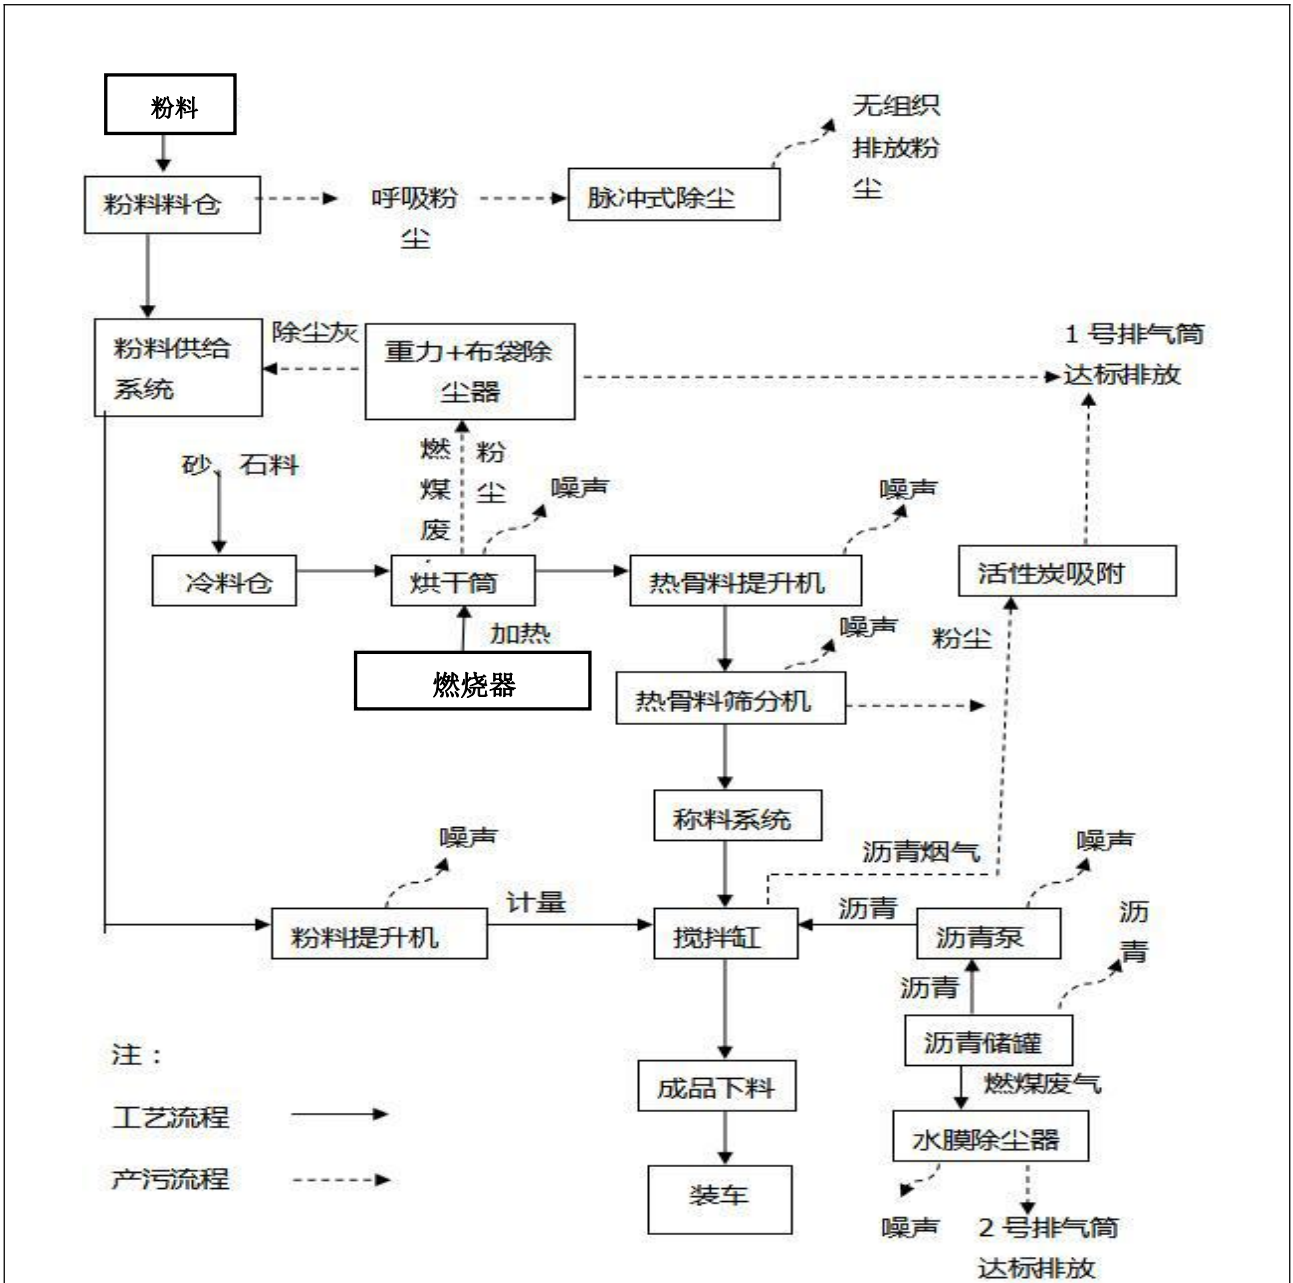 粉料
无组织
排放粉
尘
粉料料仓
呼吸粉
尘
脉冲式除尘
除尘灰
粉料供给
系统
重力+布袋除
尘器
1号排气筒
达标排放
燃
煤
废
粉
尘
砂、石料
噪声
噪声
冷料仓
烘干筒
热骨料提升机
活性炭吸附
加热
噪声
粉尘
燃烧器
热骨料筛分机
称料系统
噪声
沥青烟气
噪声
计量
沥青
沥
青
粉料提升机
搅拌缸
沥青泵
沥青
沥青储罐
注：
成品下料
燃煤废气
工艺流程
水膜除尘器
产污流程
装车
噪声
2号排气筒
达标排放